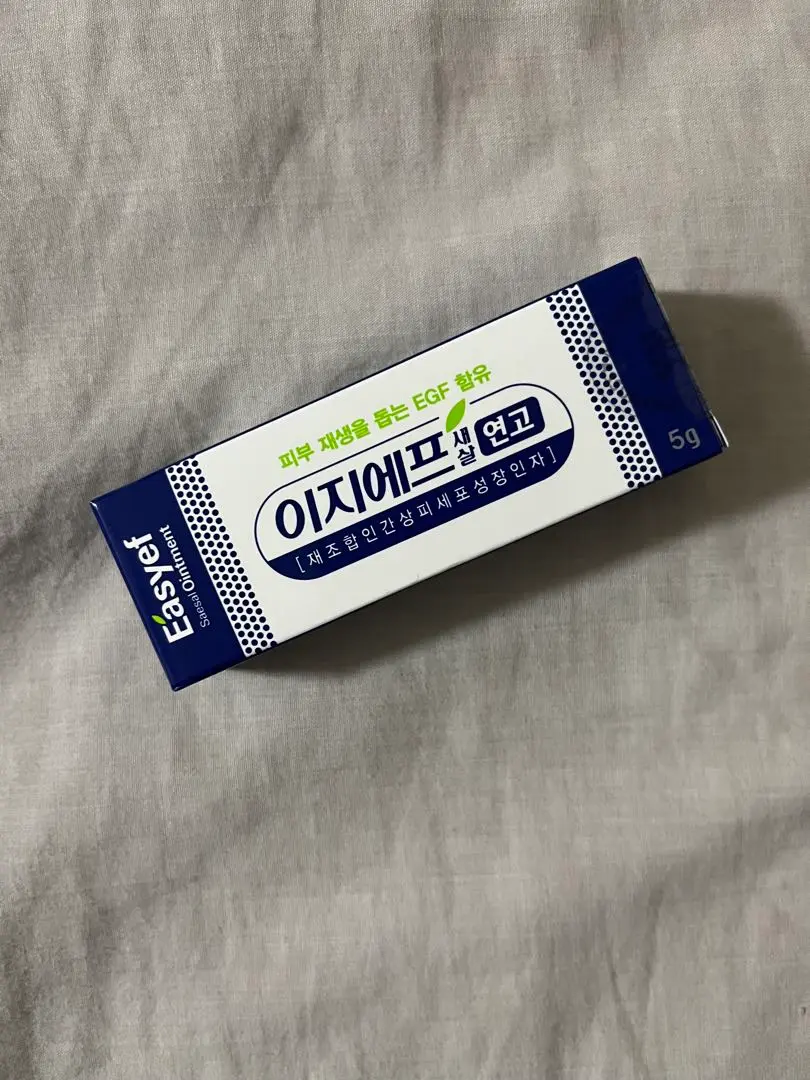 피부 재생을 돕는 EGF 함유
이지에프 새살 연고
[재조합인간상피세포성장인자]
5g
Easyef
Saesal Ointment